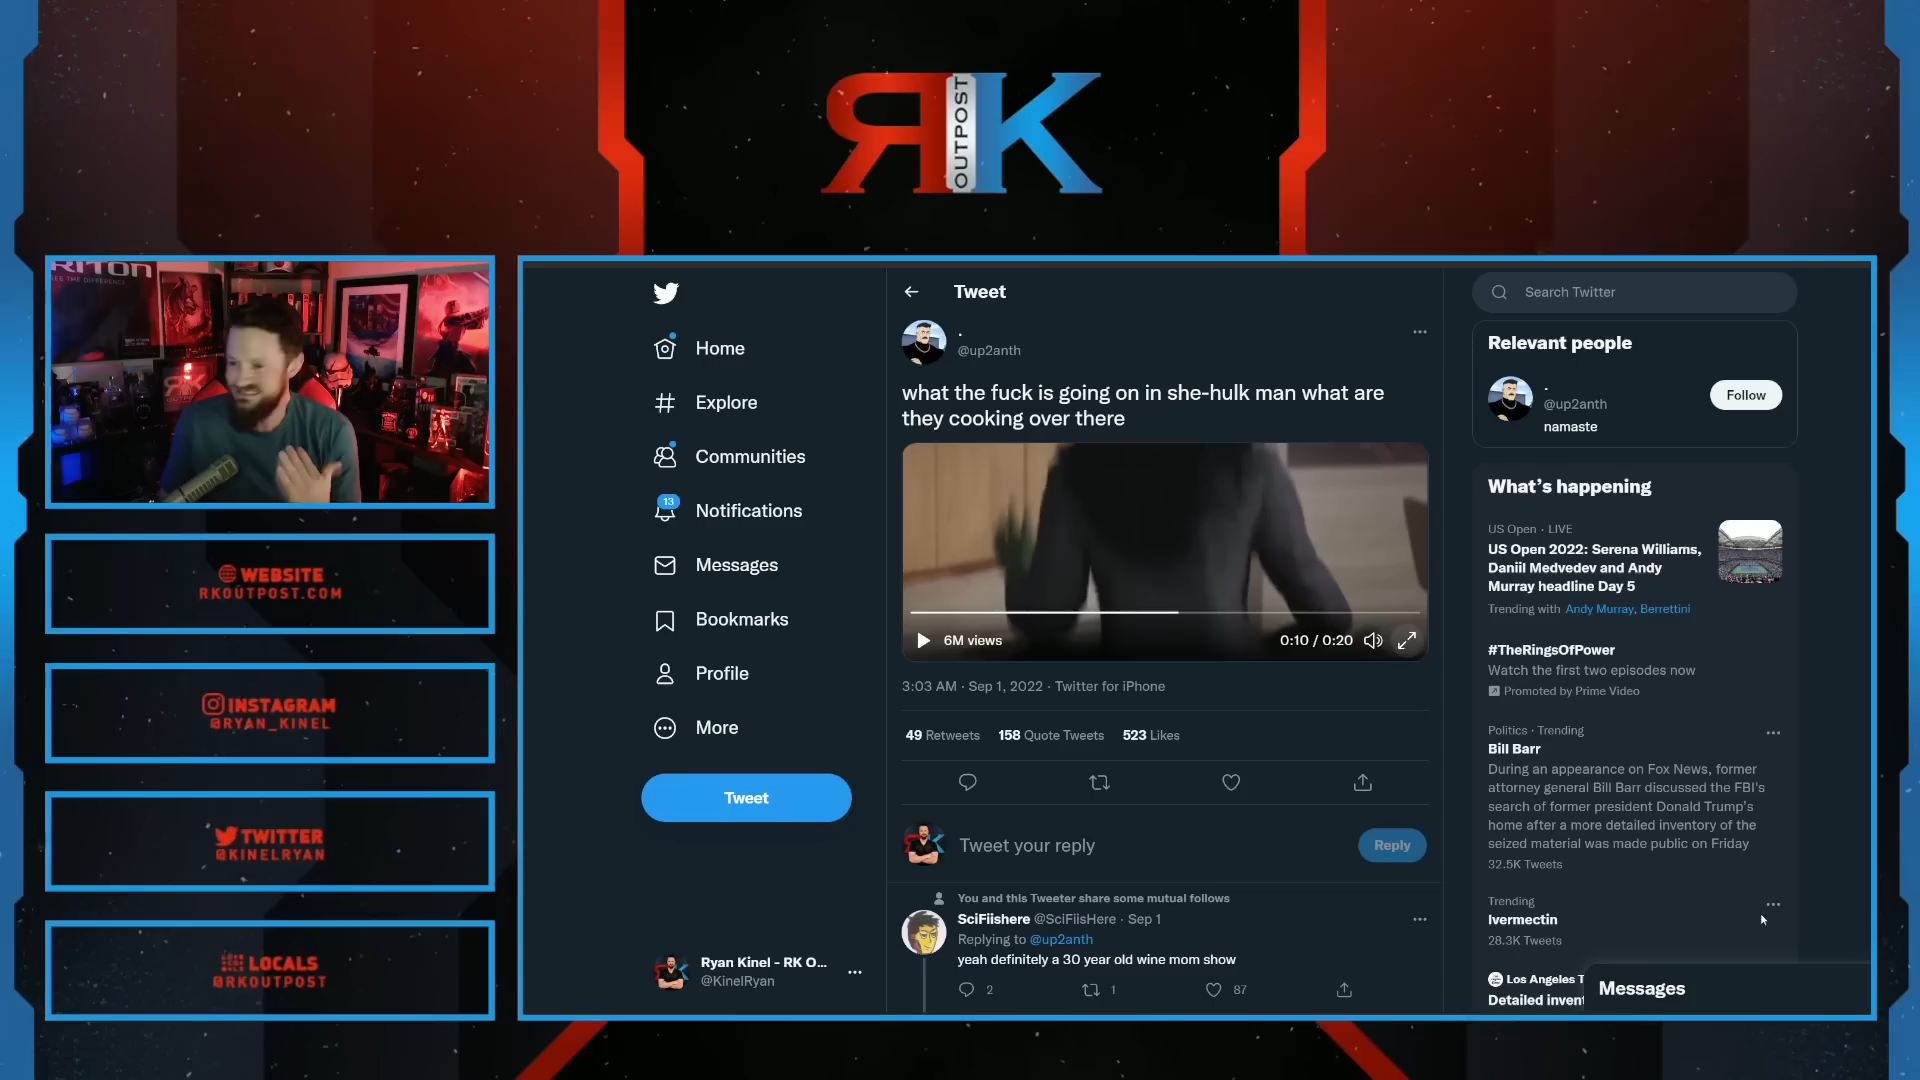 RK
OUTPOST
RITON
SEE THE DIFFERENCE
WEBSITE
RKOUTPOST.COM
INSTAGRAM
@RYAN_KINEL
TWITTER
@KINELRYAN
LOCALS
@RKOUTPOST
Home
Explore
Communities
13
Notifications
Messages
Bookmarks
Profile
More
Tweet
Ryan Kinel - RK O...
@KinelRyan
Tweet
.
@up2anth
what the fuck is going on in she-hulk man what are
they cooking over there
6M views
0:10 / 0:20
3:03 AM · Sep 1, 2022 · Twitter for iPhone
49 Retweets 158 Quote Tweets 523 Likes
Tweet your reply
Reply
You and this Tweeter share some mutual follows
SciFiishere @SciFiisHere · Sep 1
Replying to @up2anth
yeah definitely a 30 year old wine mom show
2 1 87
Search Twitter
Relevant people
.
@up2anth
Follow
namaste
What's happening
US Open · LIVE
US Open 2022: Serena Williams,
Daniil Medvedev and Andy
Murray headline Day 5
Trending with Andy Murray, Berrettini
#TheRingsOfPower
Watch the first two episodes now
Promoted by Prime Video
Politics · Trending
Bill Barr
During an appearance on Fox News, former
attorney general Bill Barr discussed the FBI's
search of former president Donald Trump's
home after a more detailed inventory of the
seized material was made public on Friday
32.5K Tweets
Trending
Ivermectin
28.3K Tweets
Los Angeles T
Detailed inven
Messages